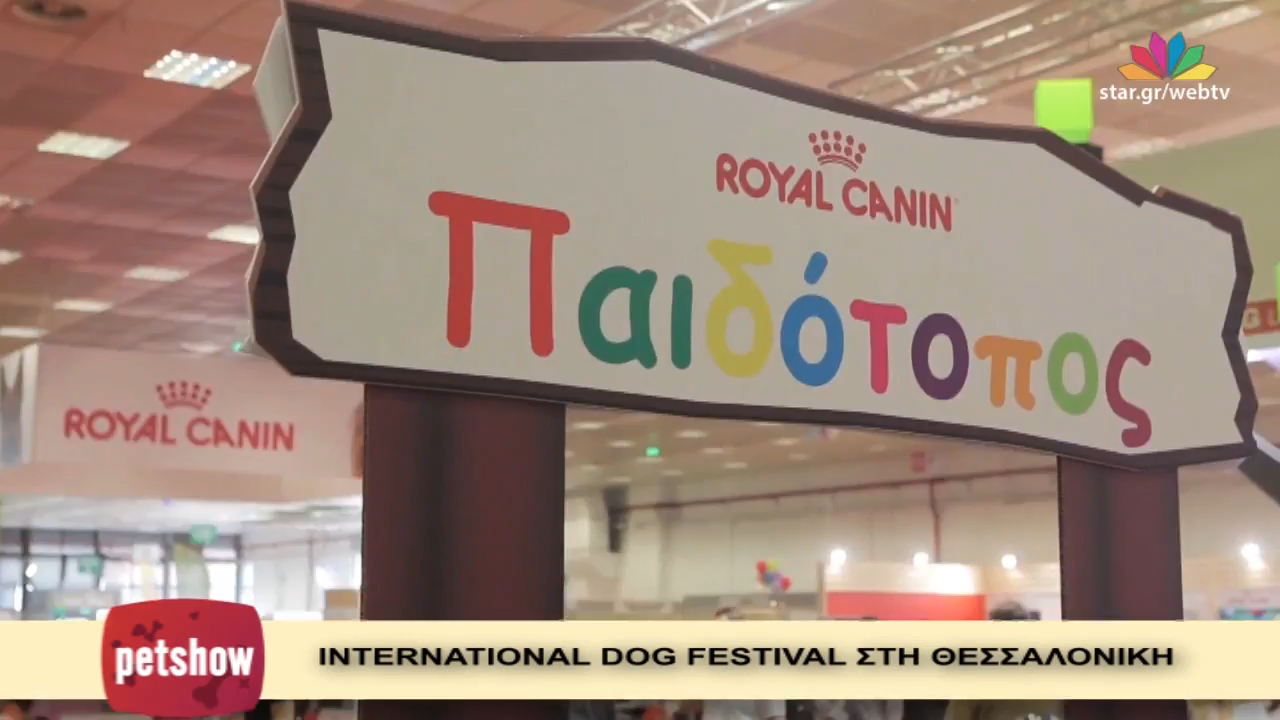 star.gr/webtv
ROYAL CANIN
Παιδότοπος
ROYAL CANIN
petshow
INTERNATIONAL DOG FESTIVAL ΣΤΗ ΘΕΣΣΑΛΟΝΙΚΗ